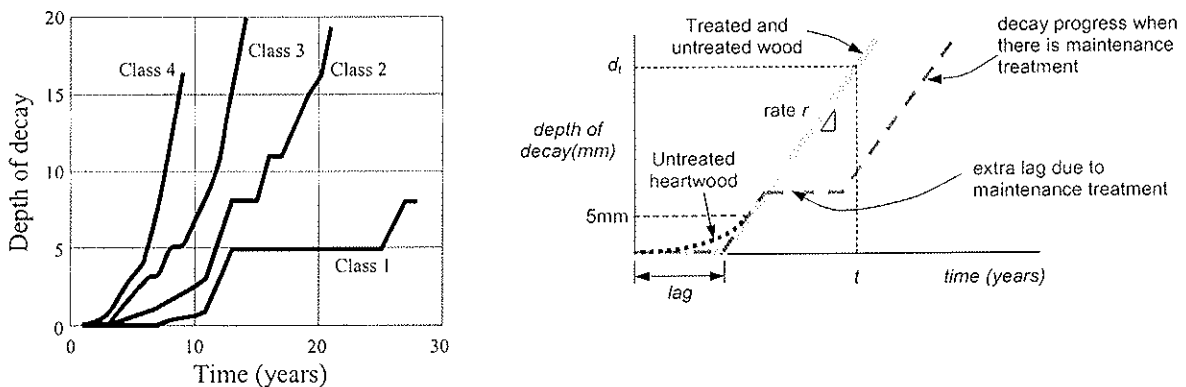 20
15
10
5
0
Depth of decay
Class 4
Class 3
Class 2
Class 1
0
10
20
30
Time (years)
Treated and
untreated wood
decay progress when
there is maintenance
treatment
dt
rate r
depth of
decay(mm)
Untreated
heartwood
extra lag due to
maintenance treatment
5mm
lag
t
time (years)